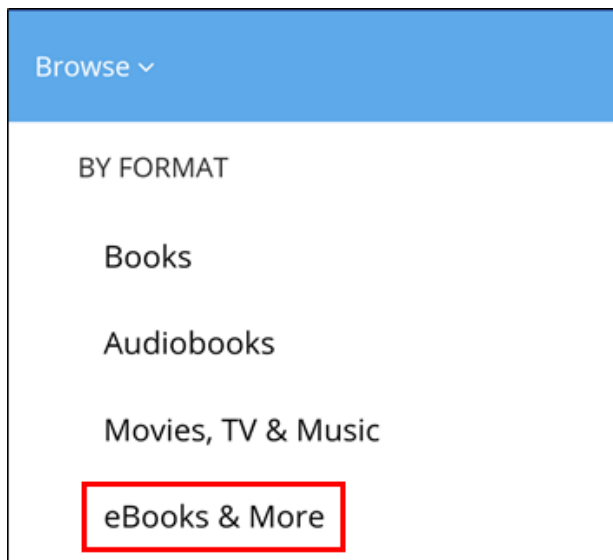 Browse
BY FORMAT
Books
Audiobooks
Movies, TV & Music
eBooks & More